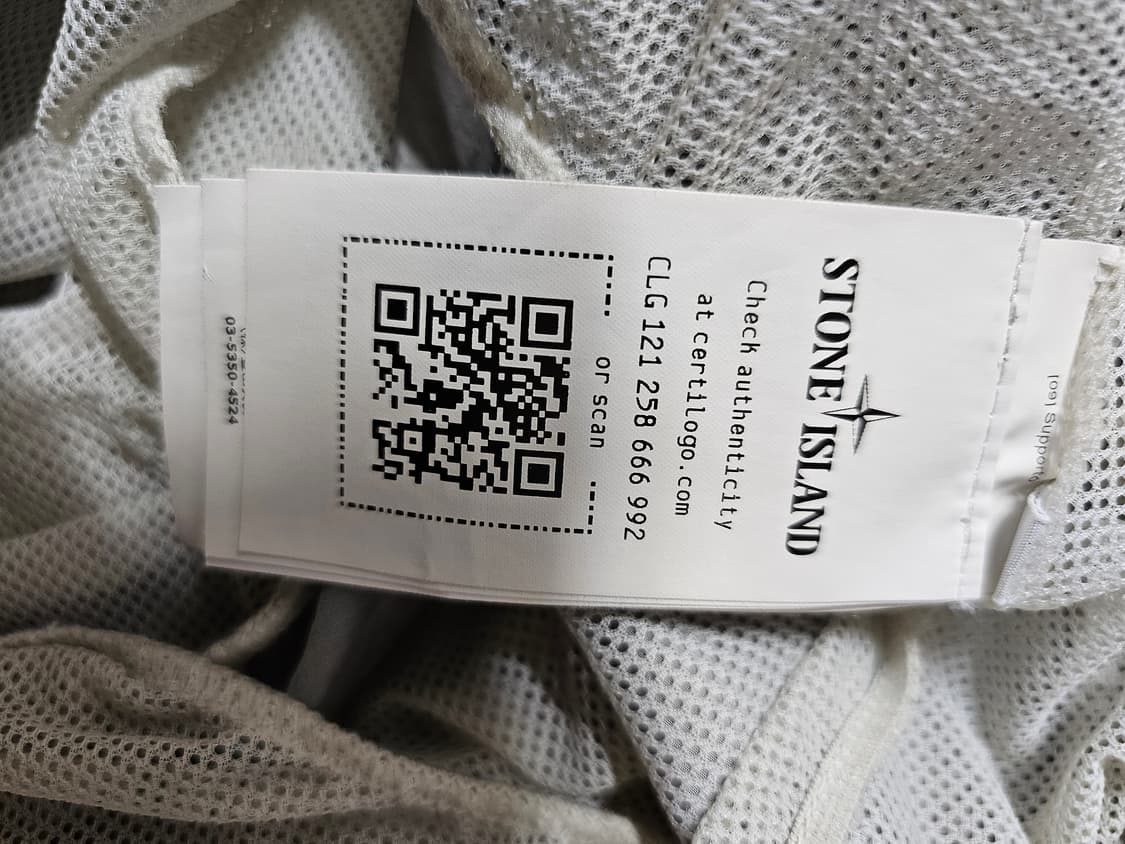 STONE ISLAND
Check authenticity
at certilogo.com
CLG 121 258 666 992
or scan
03-5350-4524